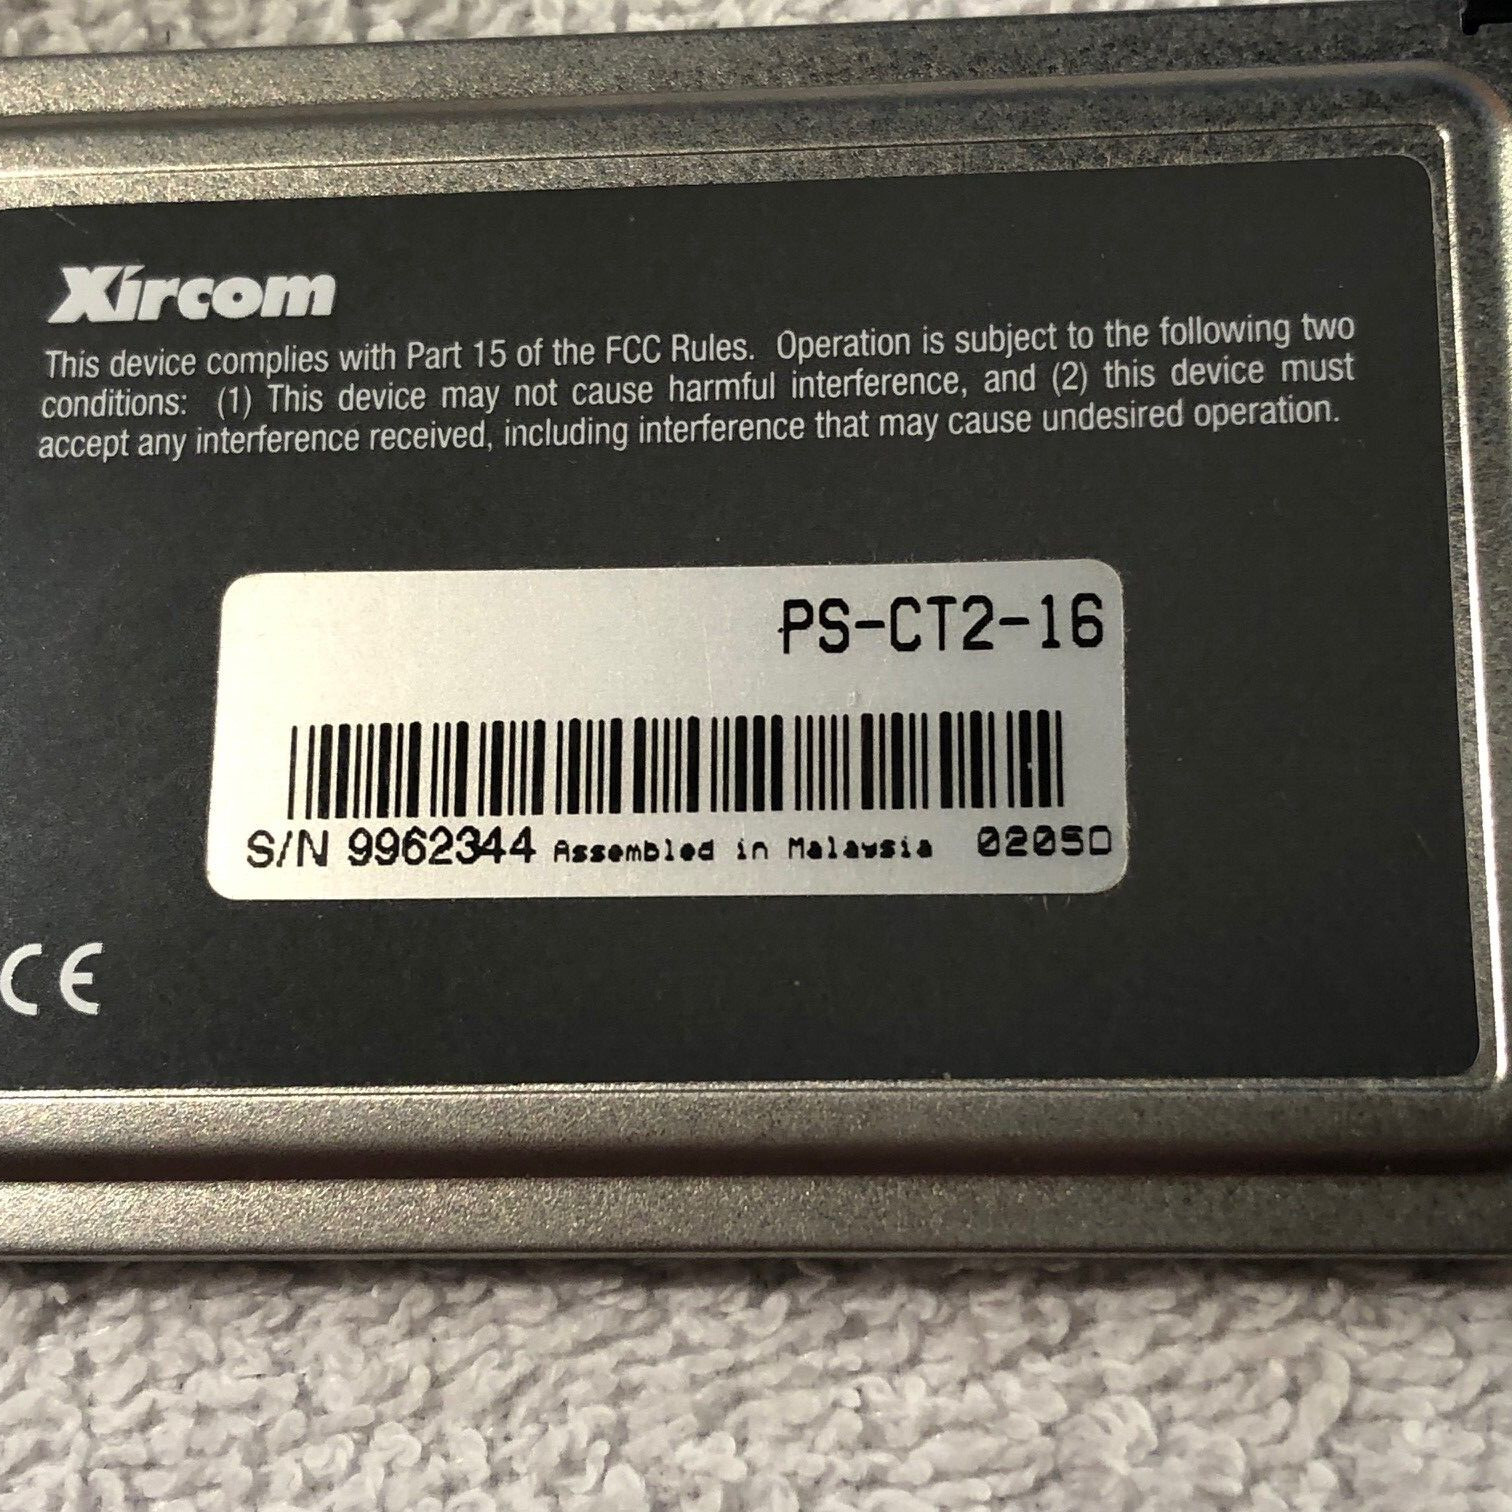 Xircom
This device complies with Part 15 of the FCC Rules. Operation is subject to the following two
conditions: (1) This device may not cause harmful interference, and (2) this device must
accept any interference received, including interference that may cause undesired operation.
PS-CT2-16
S/N 9962344 Assembled in Malaysia 0205D
CE